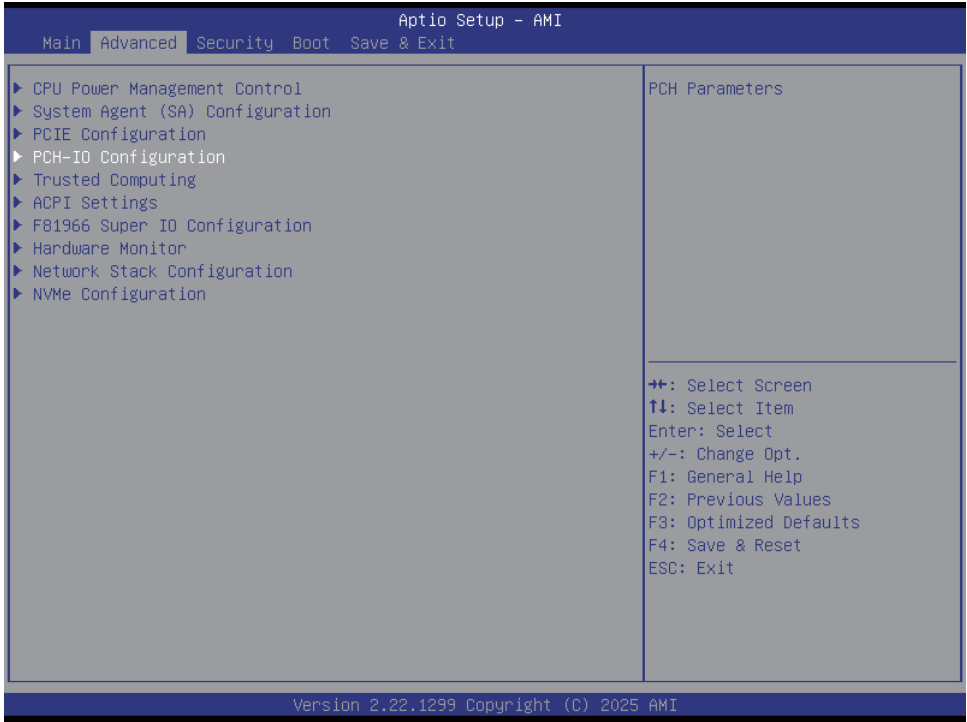 Aptio Setup – AMI
Main Advanced Security Boot Save & Exit
CPU Power Management Control
System Agent (SA) Configuration
PCIE Configuration
PCH-IO Configuration
Trusted Computing
ACPI Settings
F81966 Super IO Configuration
Hardware Monitor
Network Stack Configuration
NVMe Configuration
PCH Parameters
→←: Select Screen
↑↓: Select Item
Enter: Select
+/-: Change Opt.
F1: General Help
F2: Previous Values
F3: Optimized Defaults
F4: Save & Reset
ESC: Exit
Version 2.22.1299 Copyright (C) 2025 AMI